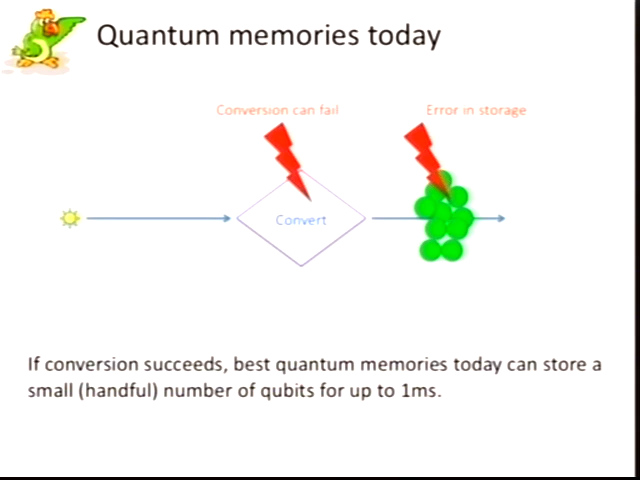 Quantum memories today
Conversion can fail
Error in storage
Convert
If conversion succeeds, best quantum memories today can store a
small (handful) number of qubits for up to 1ms.